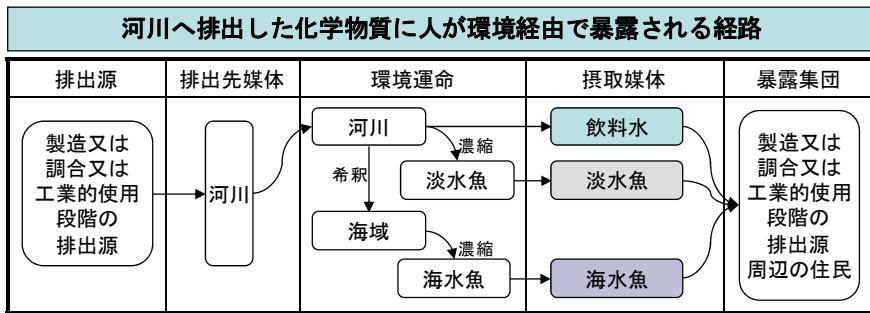 河川へ排出した化学物質に人が環境経由で暴露される経路
排出源
排出先媒体
環境運命
摂取媒体
暴露集団
製造又は
調合又は
工業的使用
段階の
排出源
河川
河川
濃縮
希釈
淡水魚
海域
濃縮
海水魚
飲料水
淡水魚
海水魚
製造又は
調合又は
工業的使用
段階の
排出源
周辺の住民